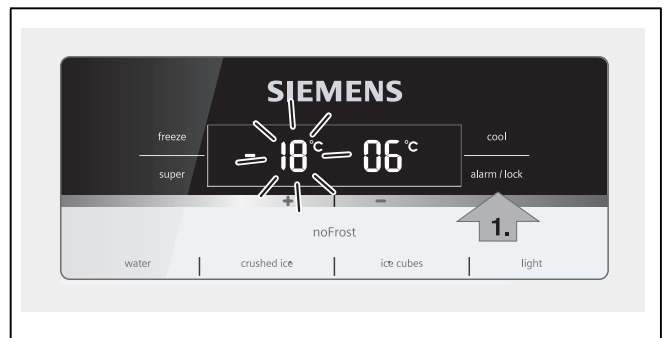 SIEMENS
freeze
super
-18°C 06°C
cool
alarm / lock
+ -
1.
noFrost
water crushed ice ice cubes light